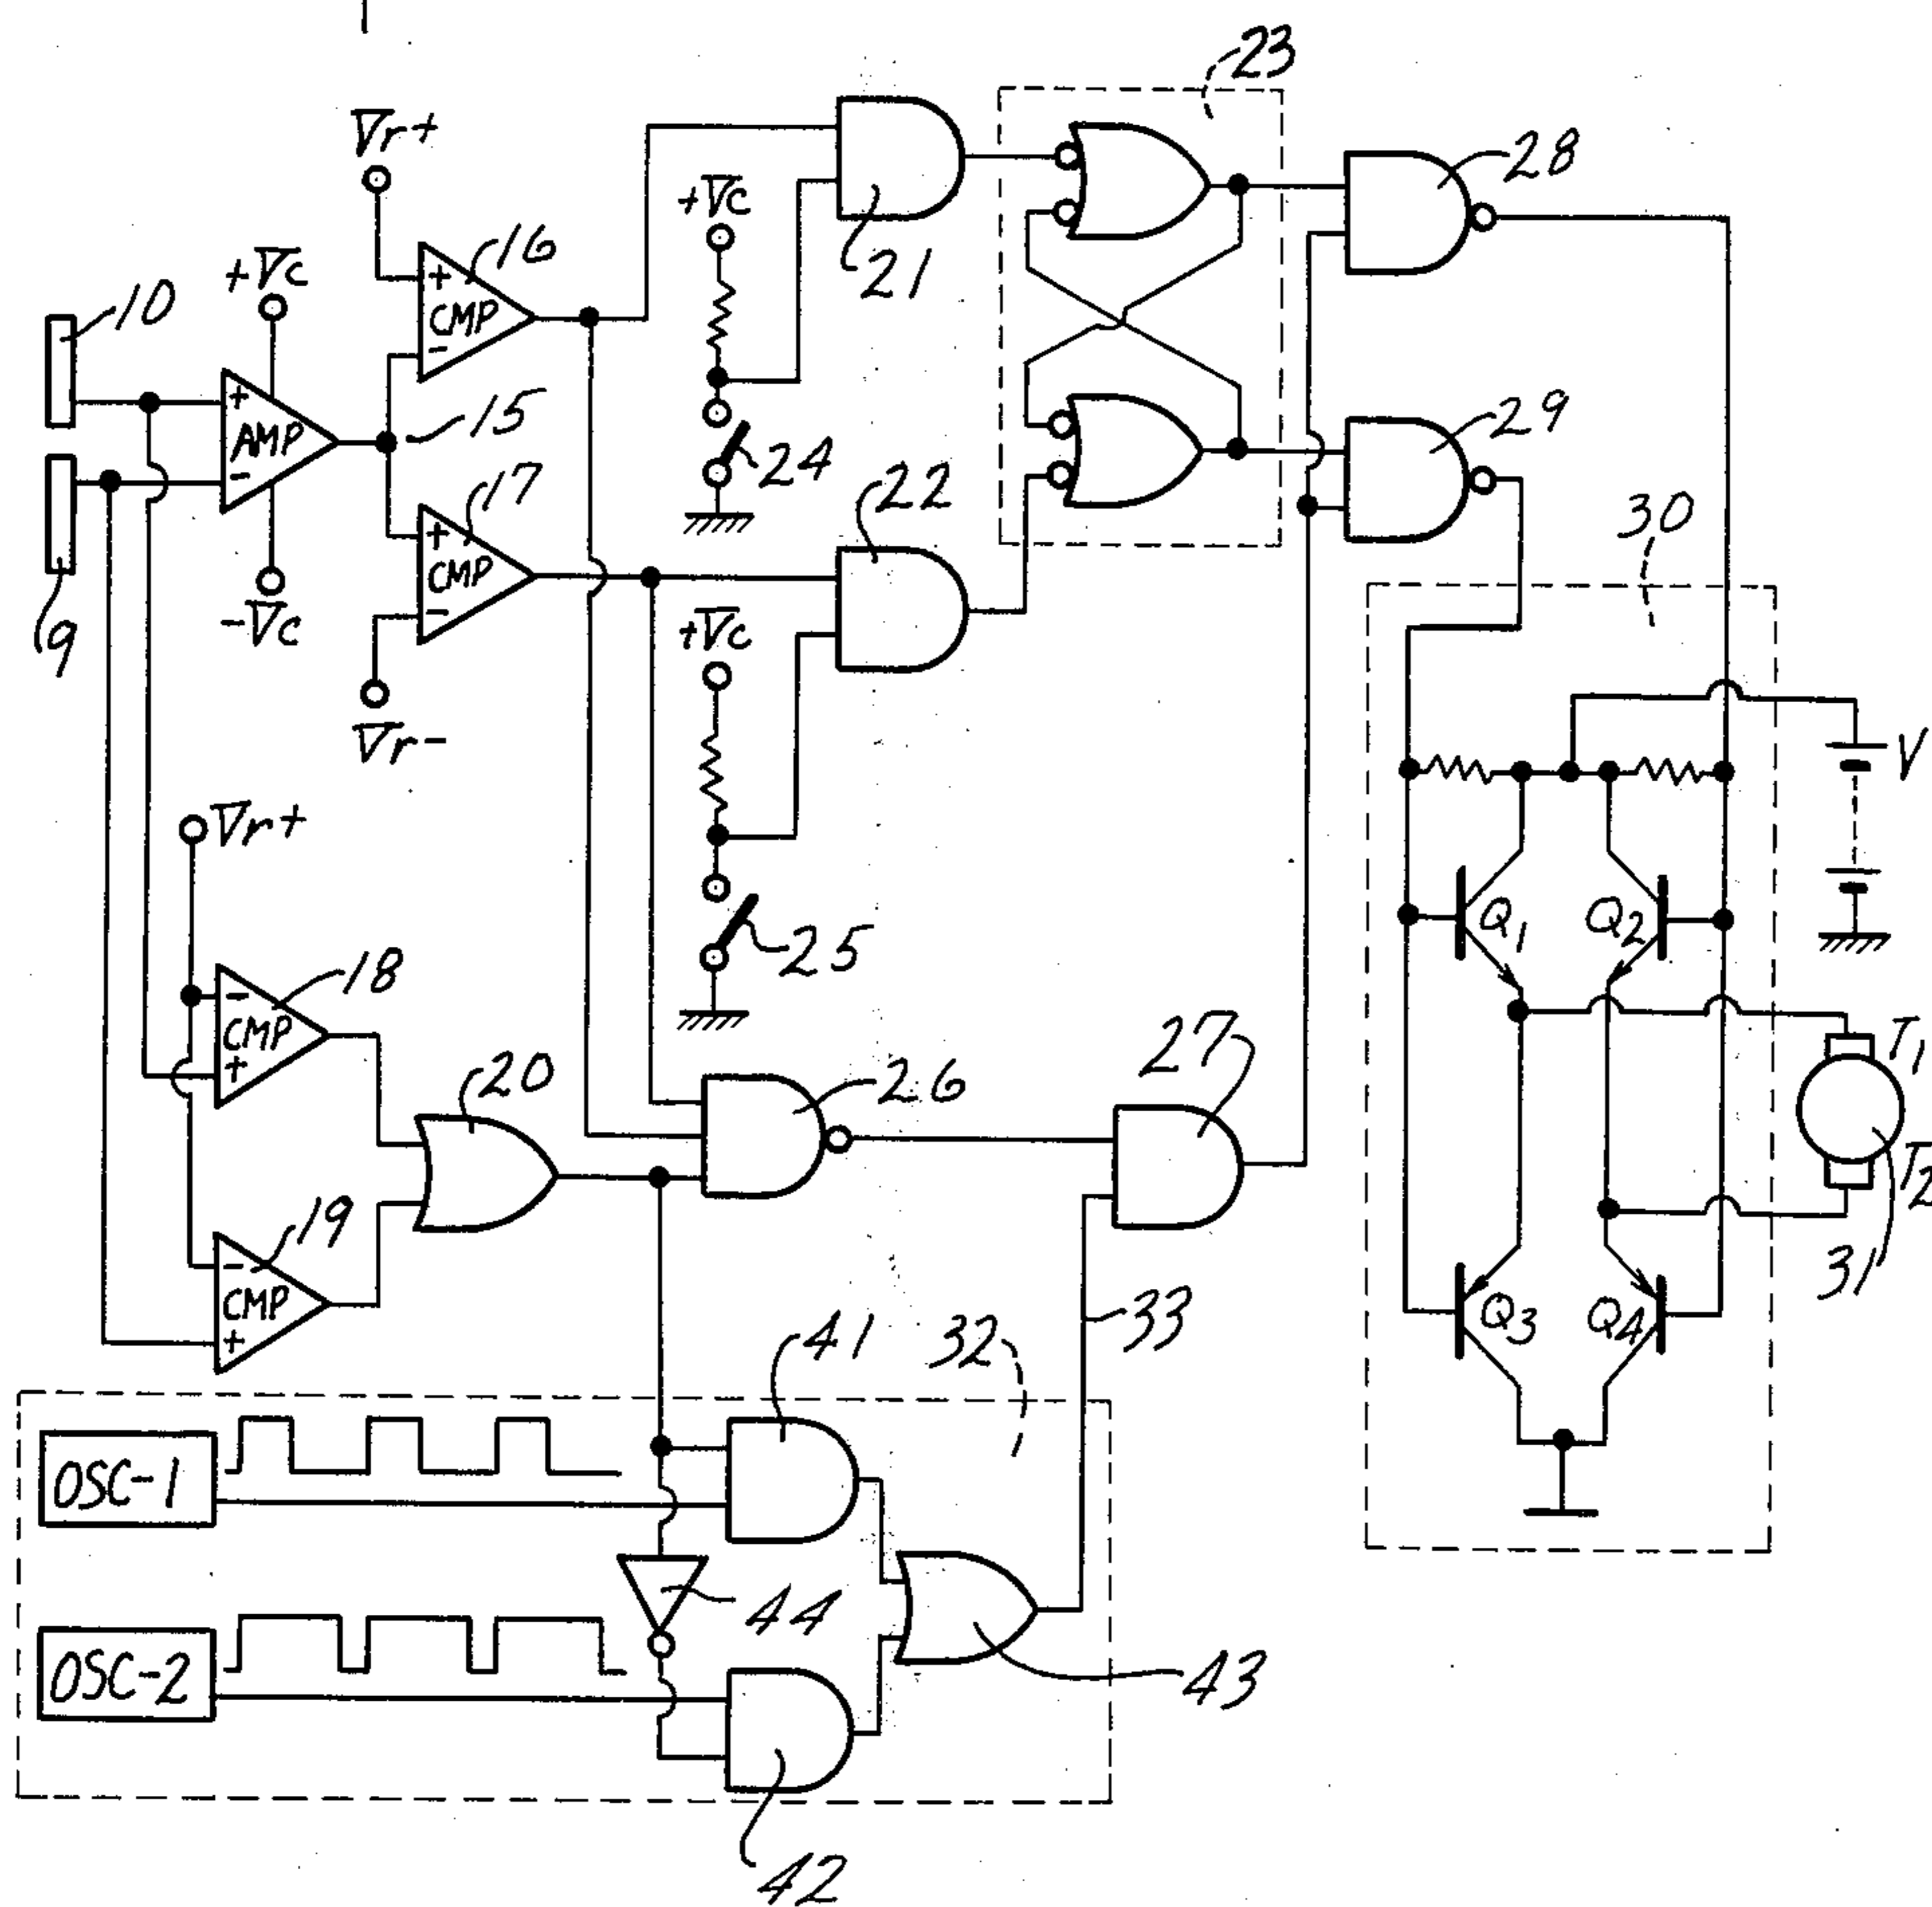 23
Vr+
28
+Vc
16
21
+
CMP
-
10
+Vc
+
AMP
-
15
29
24
17
22
+
CMP
-
30
9
-Vc
+Vc
Vr-
V
Vr+
Q1
Q2
25
18
-
CMP
+
27
T1
20
26
T2
19
-
CMP
+
31
Q3
Q4
33
41
32
OSC-1
44
OSC-2
43
42